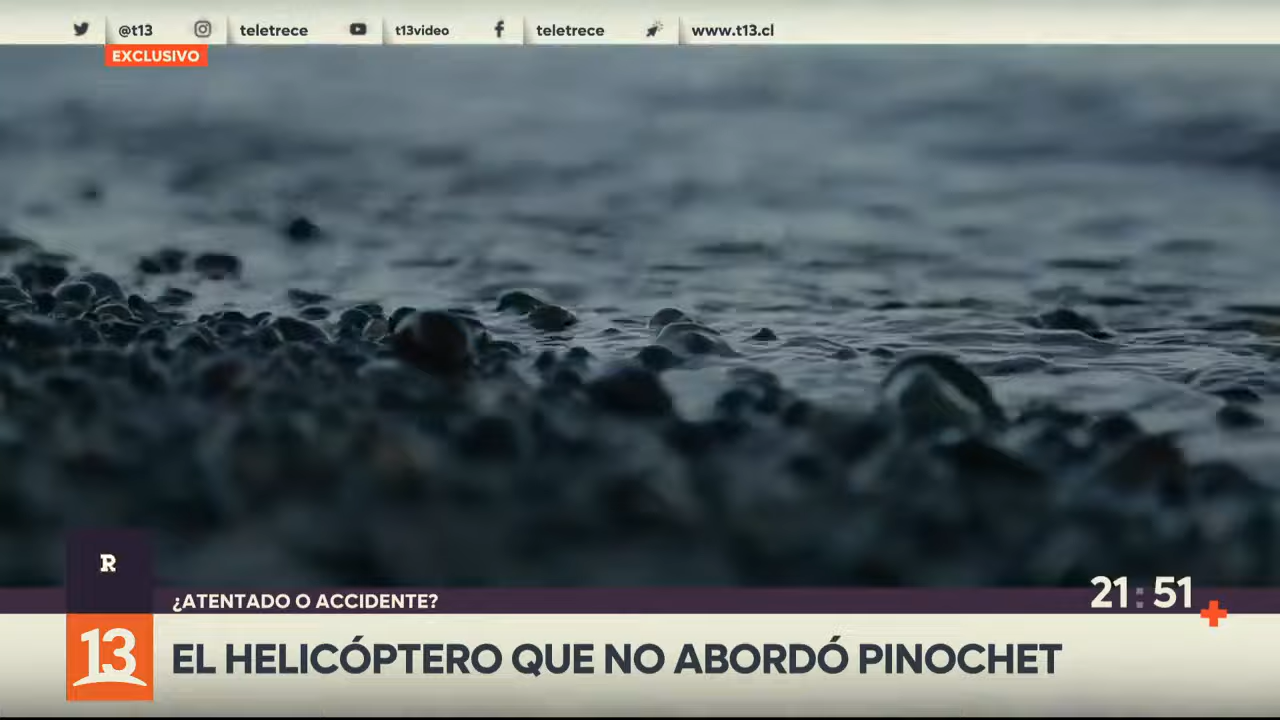 @t13 teletrece t13video teletrece www.t13.cl
EXCLUSIVO
R
¿ATENTADO O ACCIDENTE?
21:51
13
EL HELICÓPTERO QUE NO ABORDÓ PINOCHET